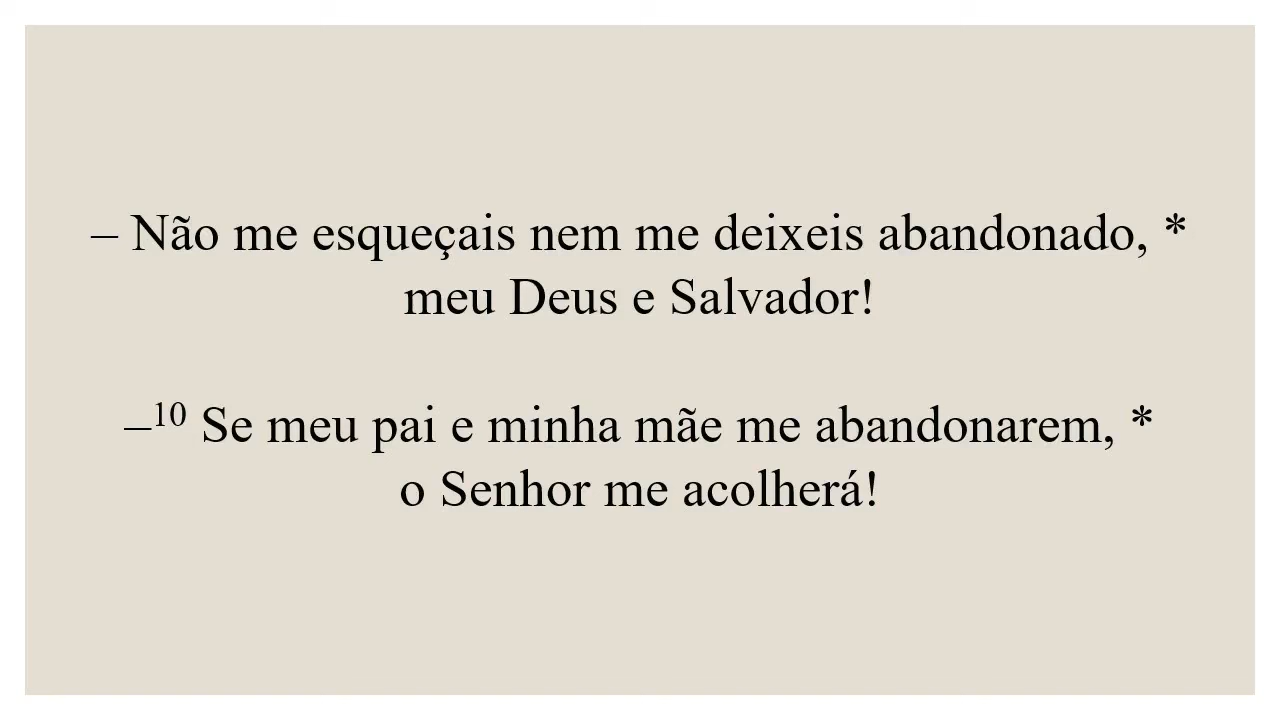 – Não me esqueçais nem me deixeis abandonado, *
meu Deus e Salvador!
–¹⁰ Se meu pai e minha mãe me abandonarem, *
o Senhor me acolherá!